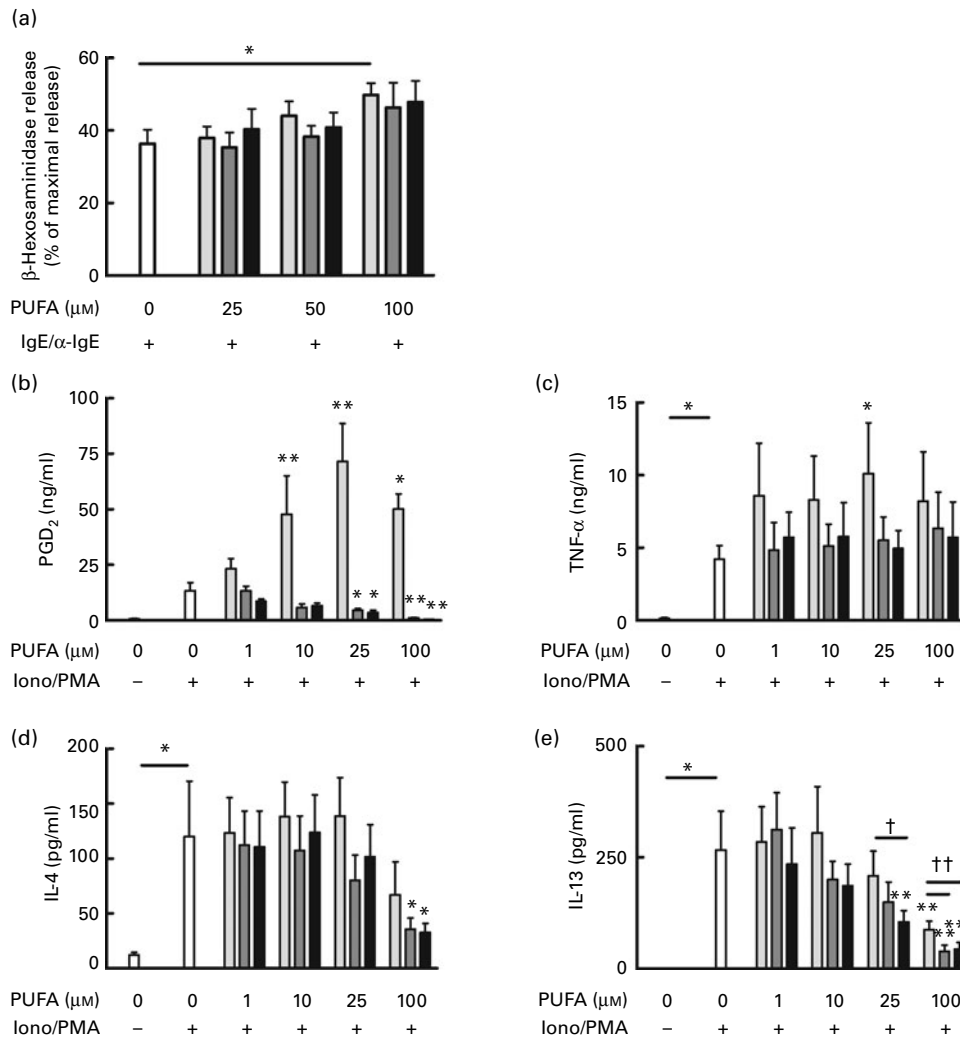 (a)
*
β-Hexosaminidase release
(% of maximal release)
60
40
20
0
PUFA (μM) 0 25 50 100
IgE/α-IgE + + + +
(b)
PGD2 (ng/ml)
100
75
50
25
0
** ** * * * ** **
PUFA (μM) 0 0 1 10 25 100
Iono/PMA – + + + + +
(c)
TNF-α (ng/ml)
15
10
5
0
* *
PUFA (μM) 0 0 1 10 25 100
Iono/PMA – + + + + +
(d)
IL-4 (pg/ml)
200
150
100
50
0
* * *
PUFA (μM) 0 0 1 10 25 100
Iono/PMA – + + + + +
(e)
IL-13 (pg/ml)
500
250
0
* † †† ** ** ** **
PUFA (μM) 0 0 1 10 25 100
Iono/PMA – + + + + +